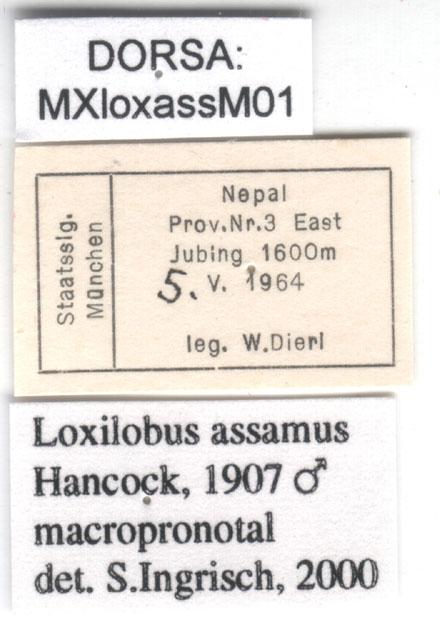 DORSA:
MXloxassM01
Staatsslg.
München
Nepal
Prov.Nr.3 East
Jubing 1600m
5. V. 1964
leg. W.Dierl
Loxilobus assamus
Hancock, 1907 ♂
macropronotal
det. S.Ingrisch, 2000